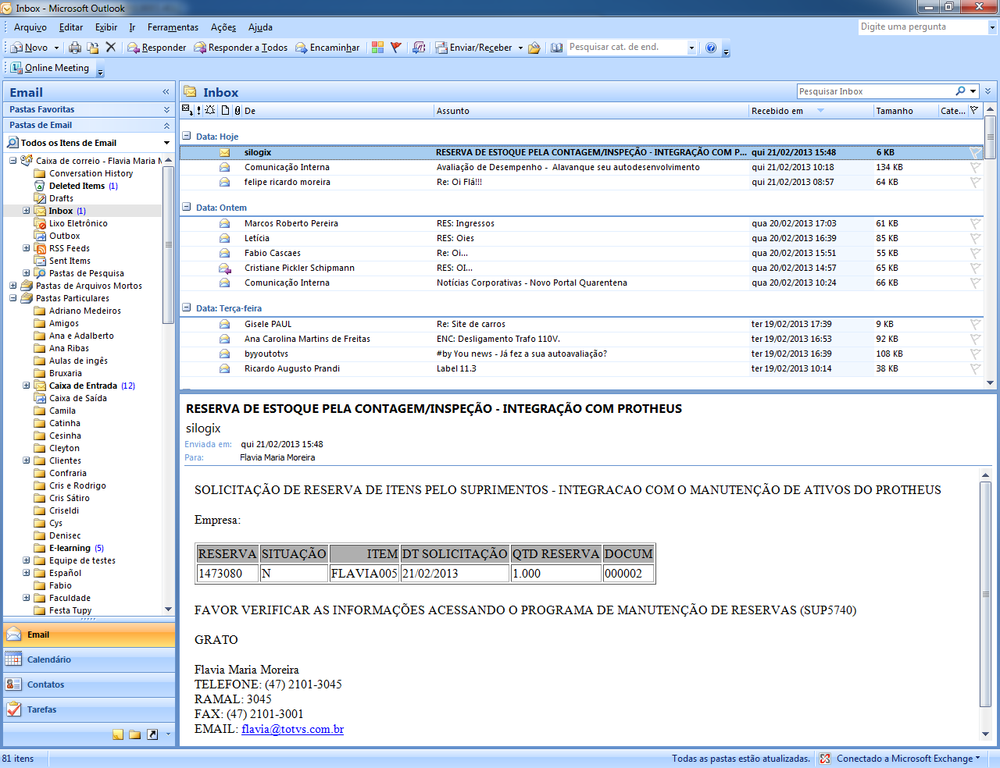 Inbox - Microsoft Outlook
Arquivo Editar Exibir Ir Ferramentas Ações Ajuda
Digite uma pergunta
Novo Responder Responder a Todos Encaminhar Enviar/Receber Pesquisar cat. de end.
Online Meeting
Email
Pastas Favoritas
Pastas de Email
Todos os Itens de Email
Caixa de correio - Flavia Maria M
Conversation History
Deleted Items (1)
Drafts
Inbox (1)
Lixo Eletrônico
Outbox
RSS Feeds
Sent Items
Pastas de Pesquisa
Pastas de Arquivos Mortos
Pastas Particulares
Adriano Medeiros
Amigos
Ana e Adalberto
Ana Ribas
Aulas de ingês
Bruxaria
Caixa de Entrada (12)
Caixa de Saída
Camila
Catinha
Cesinha
Cleyton
Clientes
Confraria
Cris e Rodrigo
Cris Sátiro
Criseldi
Cys
Denisec
E-learning (5)
Equipe de testes
Español
Fabio
Faculdade
Festa Tupy
Email
Calendário
Contatos
Tarefas
Inbox
Pesquisar Inbox
De Assunto Recebido em Tamanho Cate...
Data: Hoje
silogix RESERVA DE ESTOQUE PELA CONTAGEM/INSPEÇÃO - INTEGRAÇÃO COM P... qui 21/02/2013 15:48 6 KB
Comunicação Interna Avaliação de Desempenho - Alavanque seu autodesenvolvimento qui 21/02/2013 10:18 134 KB
felipe ricardo moreira Re: Oi Flá!!! qui 21/02/2013 08:57 64 KB
Data: Ontem
Marcos Roberto Pereira RES: Ingressos qua 20/02/2013 17:03 61 KB
Letícia RES: Oies qua 20/02/2013 16:39 85 KB
Fabio Cascaes Re: Oi... qua 20/02/2013 15:51 55 KB
Cristiane Pickler Schipmann RES: OI... qua 20/02/2013 14:57 65 KB
Comunicação Interna Notícias Corporativas - Novo Portal Quarentena qua 20/02/2013 10:24 66 KB
Data: Terça-feira
Gisele PAUL Re: Site de carros ter 19/02/2013 17:39 9 KB
Ana Carolina Martins de Freitas ENC: Desligamento Trafo 110V. ter 19/02/2013 16:53 92 KB
byyoutotvs #by You news - Já fez a sua autoavaliação? ter 19/02/2013 16:39 108 KB
Ricardo Augusto Prandi Label 11.3 ter 19/02/2013 10:14 38 KB
RESERVA DE ESTOQUE PELA CONTAGEM/INSPEÇÃO - INTEGRAÇÃO COM PROTHEUS
silogix
Enviada em: qui 21/02/2013 15:48
Para: Flavia Maria Moreira
SOLICITAÇÃO DE RESERVA DE ITENS PELO SUPRIMENTOS - INTEGRACAO COM O MANUTENÇÃO DE ATIVOS DO PROTHEUS
Empresa:
RESERVA SITUAÇÃO ITEM DT SOLICITAÇÃO QTD RESERVA DOCUM
1473080 N FLAVIA005 21/02/2013 1.000 000002
FAVOR VERIFICAR AS INFORMAÇÕES ACESSANDO O PROGRAMA DE MANUTENÇÃO DE RESERVAS (SUP5740)
GRATO
Flavia Maria Moreira
TELEFONE: (47) 2101-3045
RAMAL: 3045
FAX: (47) 2101-3001
EMAIL: flavia@totvs.com.br
81 itens
Todas as pastas estão atualizadas. Conectado a Microsoft Exchange